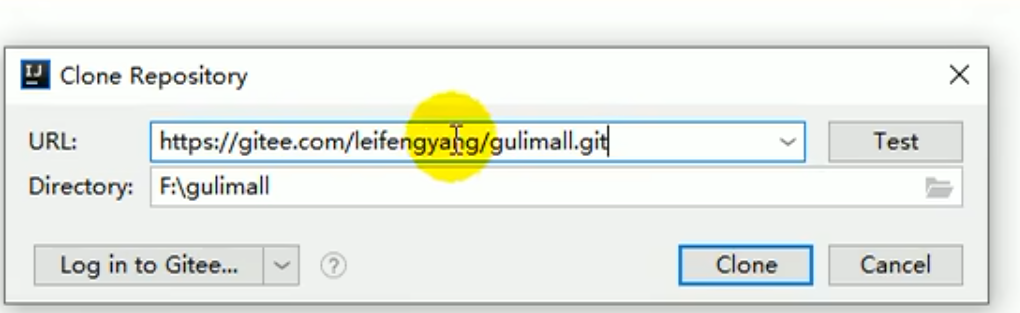 Clone Repository
URL: https://gitee.com/leifengyang/gulimall.git Test
Directory: F:\gulimall
Log in to Gitee... ? Clone Cancel